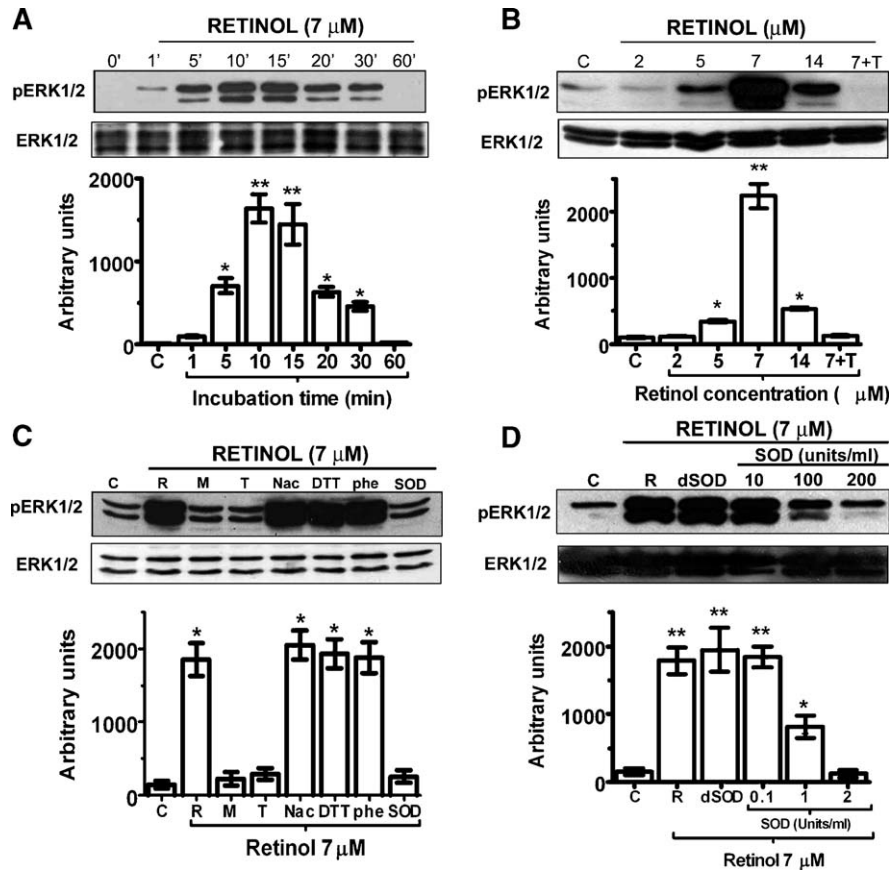 A
RETINOL (7 µM)
0' 1' 5' 10' 15' 20' 30' 60'
pERK1/2
ERK1/2
Arbitrary units
2000
1000
0
** **
* * *
C 1 5 10 15 20 30 60
Incubation time (min)
B
RETINOL (µM)
C 2 5 7 14 7+T
pERK1/2
ERK1/2
Arbitrary units
2000
1000
0
**
* *
C 2 5 7 14 7+T
Retinol concentration ( µM)
C
RETINOL (7 µM)
C R M T Nac DTT phe SOD
pERK1/2
ERK1/2
Arbitrary units
2000
1000
0
* * * *
C R M T Nac DTT phe SOD
Retinol 7 µM
D
RETINOL (7 µM)
SOD (units/ml)
C R dSOD 10 100 200
pERK1/2
ERK1/2
Arbitrary units
2000
1000
0
** ** **
*
C R dSOD 0.1 1 2
SOD (Units/ml)
Retinol 7 µM